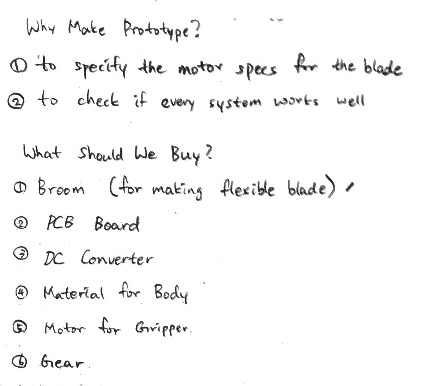 Why Make Prototype?
① to specify the motor specs for the blade
② to check if every system works well
What Should We Buy?
① Broom (for making flexible blade)
② PCB Board
③ DC Converter
④ Material for Body
⑤ Motor for Gripper.
⑥ Gear.